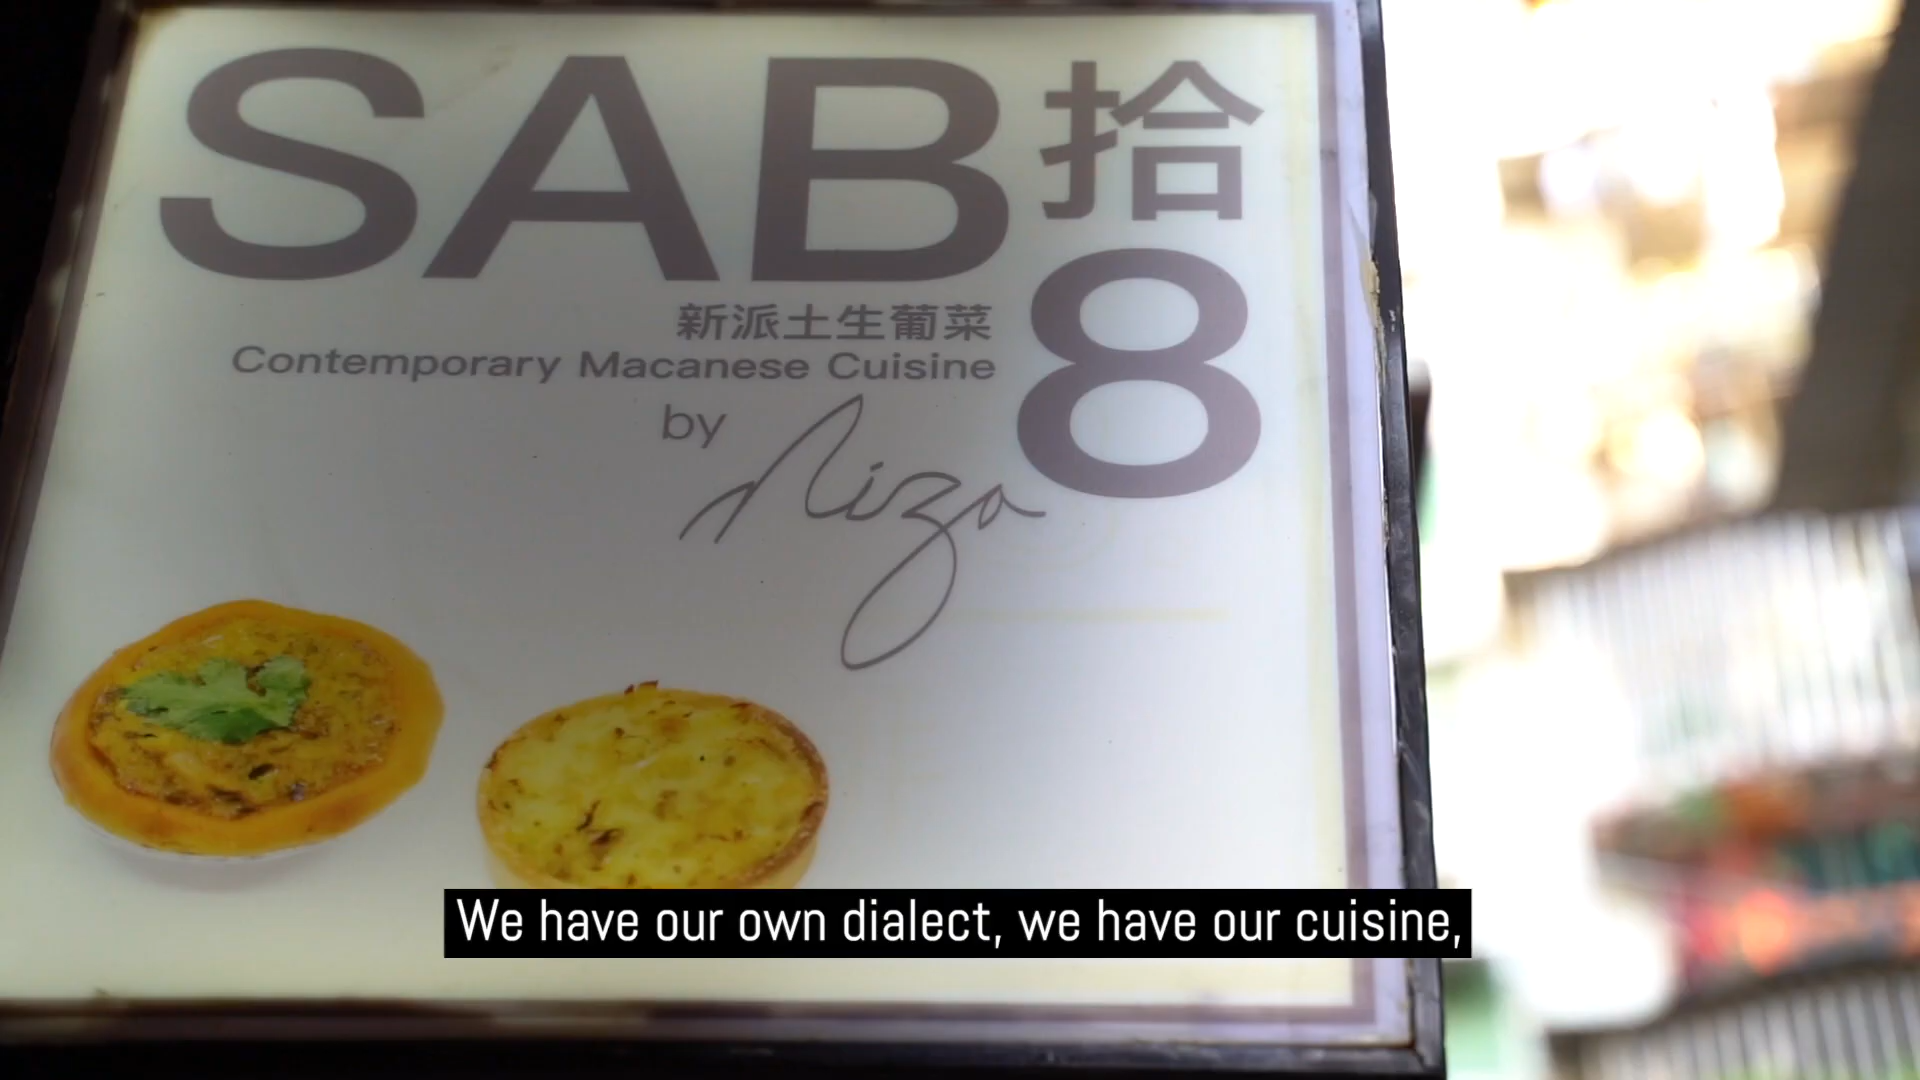 SAB拾8
新派土生葡菜
Contemporary Macanese Cuisine
by Niza
We have our own dialect, we have our cuisine,